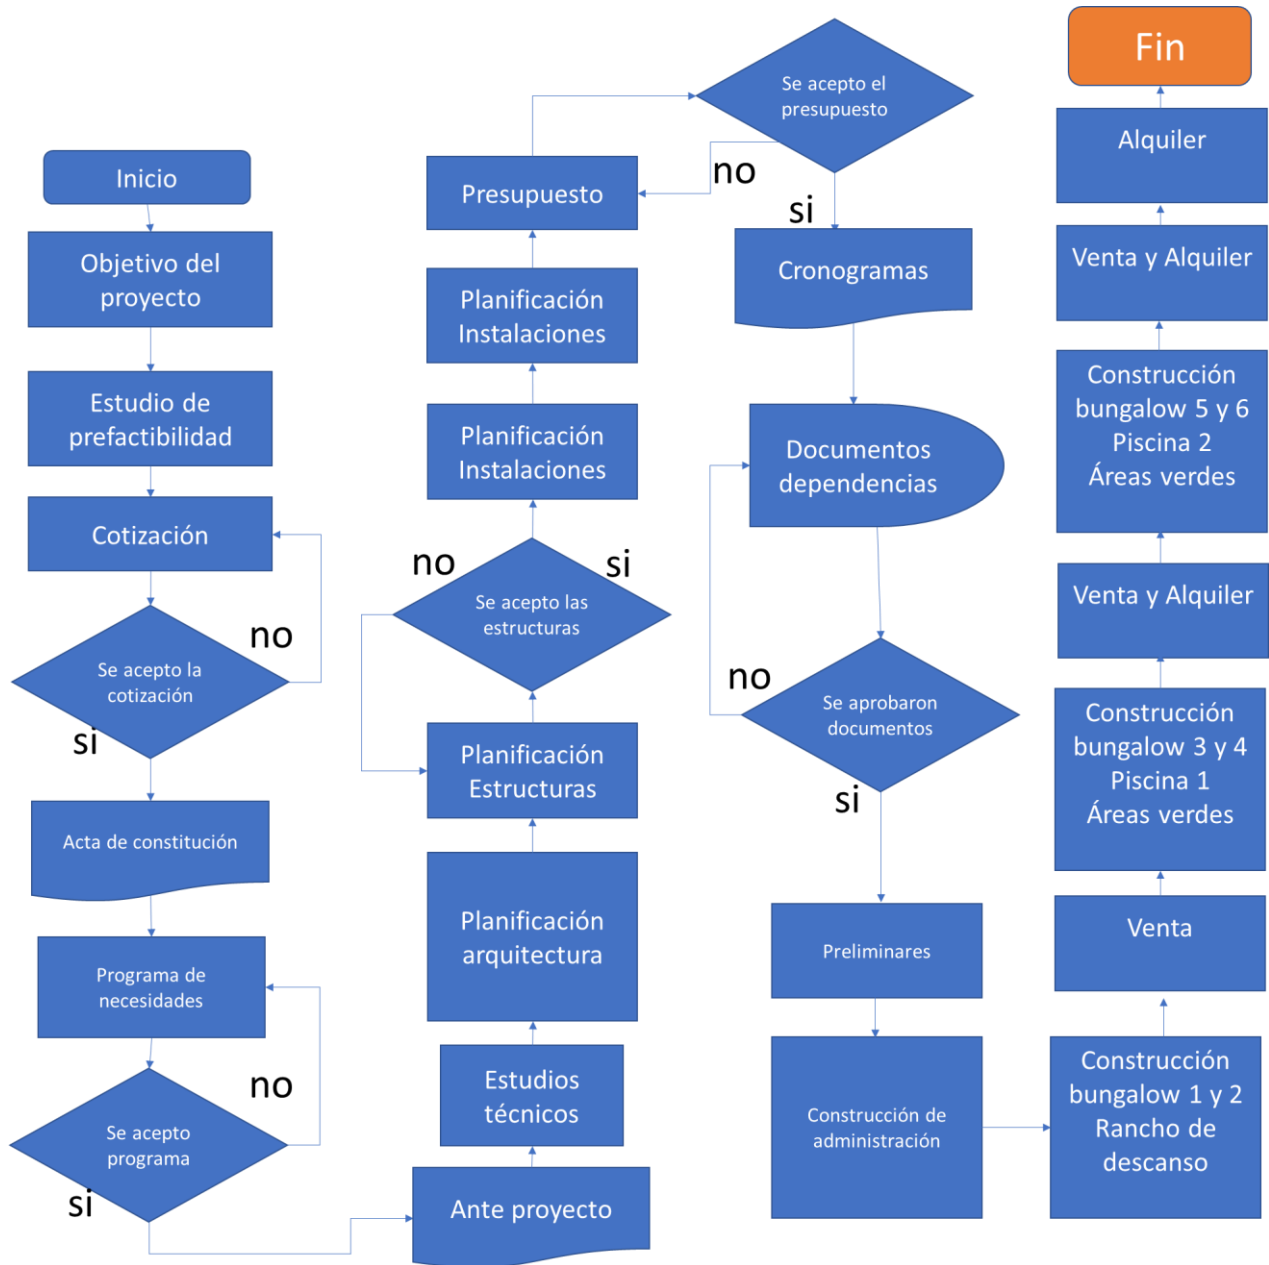 Inicio
Objetivo del
proyecto
Estudio de
prefactibilidad
Cotización
no
Se acepto la
cotización
si
Acta de constitución
Programa de
necesidades
no
Se acepto
programa
si
Ante proyecto
Estudios
técnicos
Planificación
arquitectura
Planificación
Estructuras
no
si
Se acepto las
estructuras
Planificación
Instalaciones
Planificación
Instalaciones
Presupuesto
Se acepto el
presupuesto
no
si
Cronogramas
Documentos
dependencias
no
Se aprobaron
documentos
si
Preliminares
Construcción de
administración
Construcción
bungalow 1 y 2
Rancho de
descanso
Venta
Construcción
bungalow 3 y 4
Piscina 1
Áreas verdes
Venta y Alquiler
Construcción
bungalow 5 y 6
Piscina 2
Áreas verdes
Venta y Alquiler
Alquiler
Fin